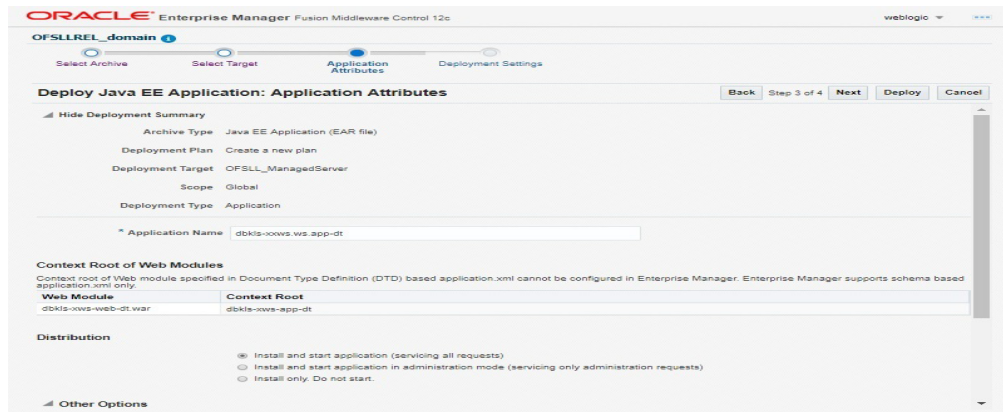 ORACLE Enterprise Manager Fusion Middleware Control 12c
weblogic
OFSLLREL_domain
Select Archive
Select Target
Application Attributes
Deployment Settings
Deploy Java EE Application: Application Attributes
Back Step 3 of 4 Next Deploy Cancel
Hide Deployment Summary
Archive Type Java EE Application (EAR file)
Deployment Plan Create a new plan
Deployment Target OFSLL_ManagedServer
Scope Global
Deployment Type Application
* Application Name dbkls-xxws.ws.app-dt
Context Root of Web Modules
Context root of Web module specified in Document Type Definition (DTD) based application.xml cannot be configured in Enterprise Manager. Enterprise Manager supports schema based
application.xml only.
Web Module Context Root
dbkls-xws-web-dt.war dbkls-xws-app-dt
Distribution
Install and start application (servicing all requests)
Install and start application in administration mode (servicing only administration requests)
Install only. Do not start.
Other Options